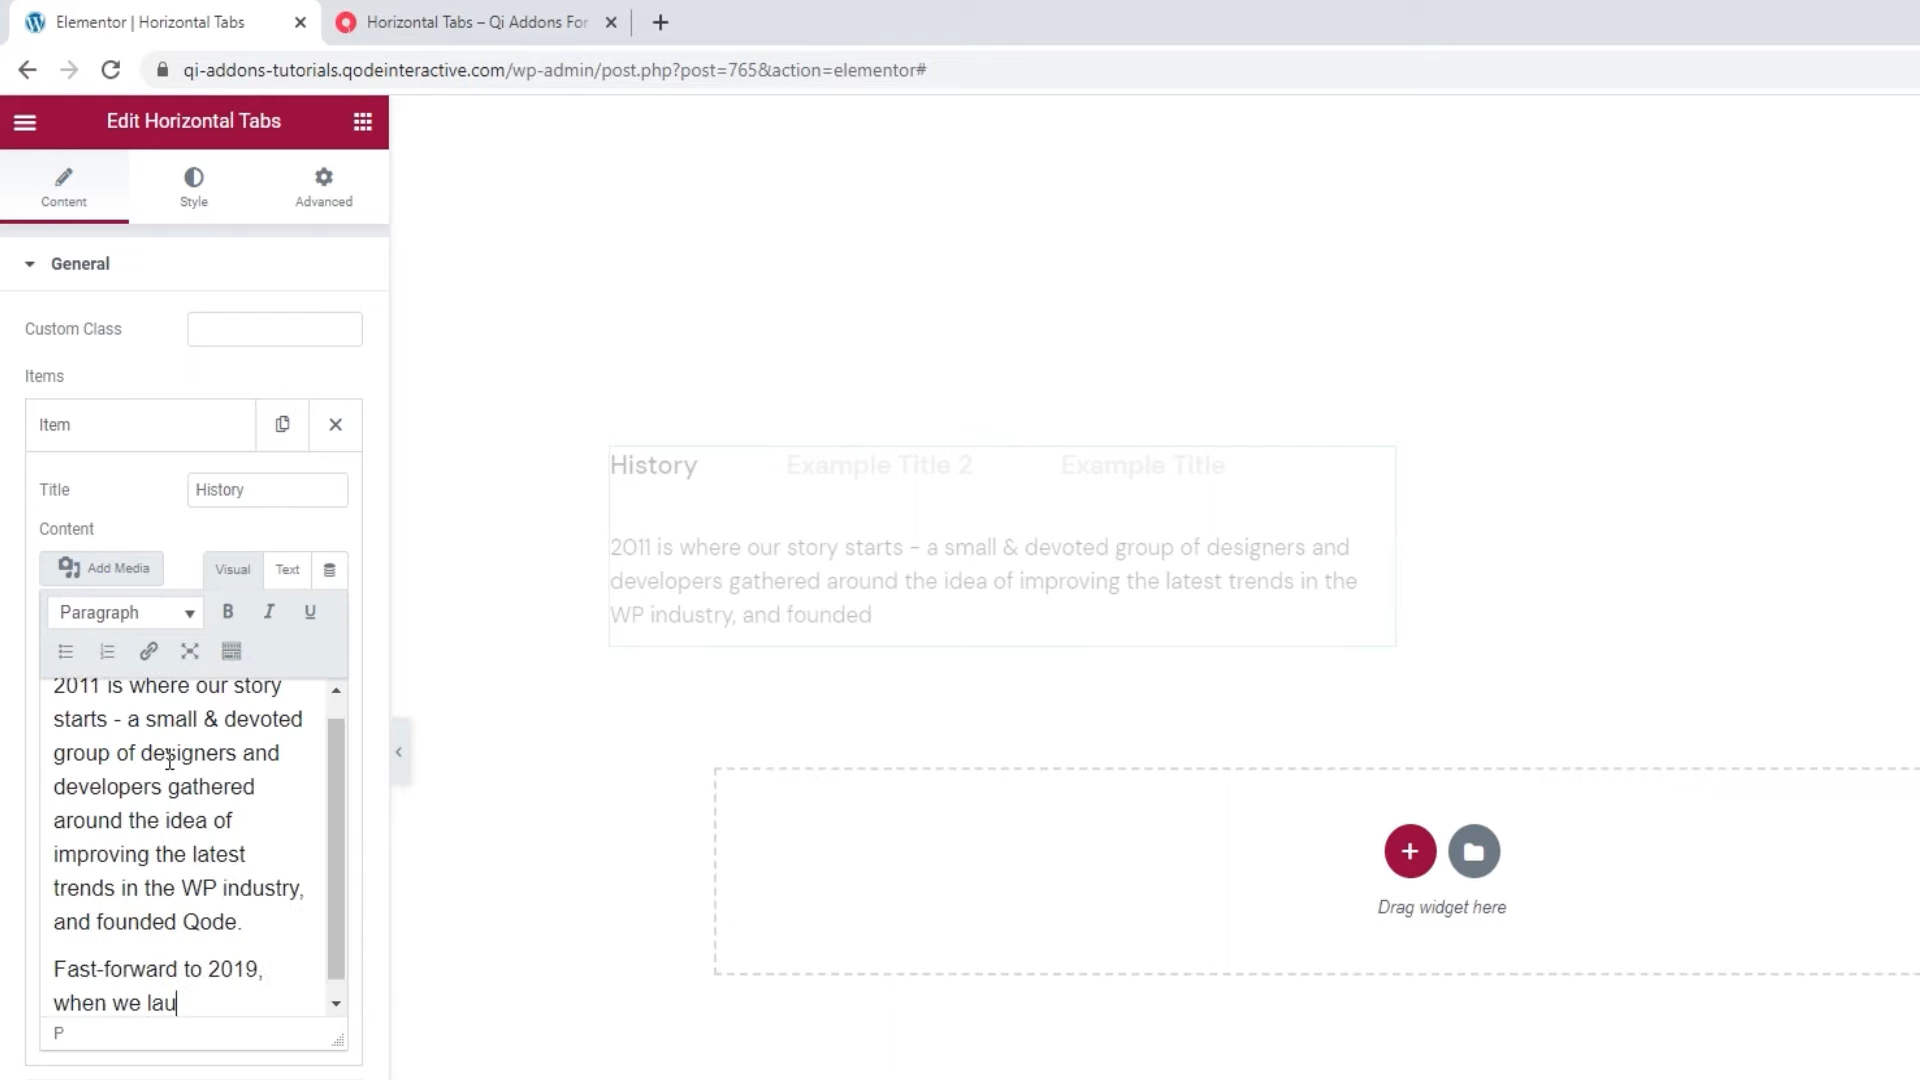 Elementor | Horizontal Tabs
Horizontal Tabs – Qi Addons For
qi-addons-tutorials.qodeinteractive.com/wp-admin/post.php?post=765&action=elementor#
Edit Horizontal Tabs
Content
Style
Advanced
General
Custom Class
Items
Item
Title
History
Content
Add Media
Visual
Text
Paragraph
B
I
U
2011 is where our story
starts - a small & devoted
group of designers and
developers gathered
around the idea of
improving the latest
trends in the WP industry,
and founded Qode.
Fast-forward to 2019,
when we lau
P
History
Example Title 2
Example Title
2011 is where our story starts - a small & devoted group of designers and
developers gathered around the idea of improving the latest trends in the
WP industry, and founded
Drag widget here